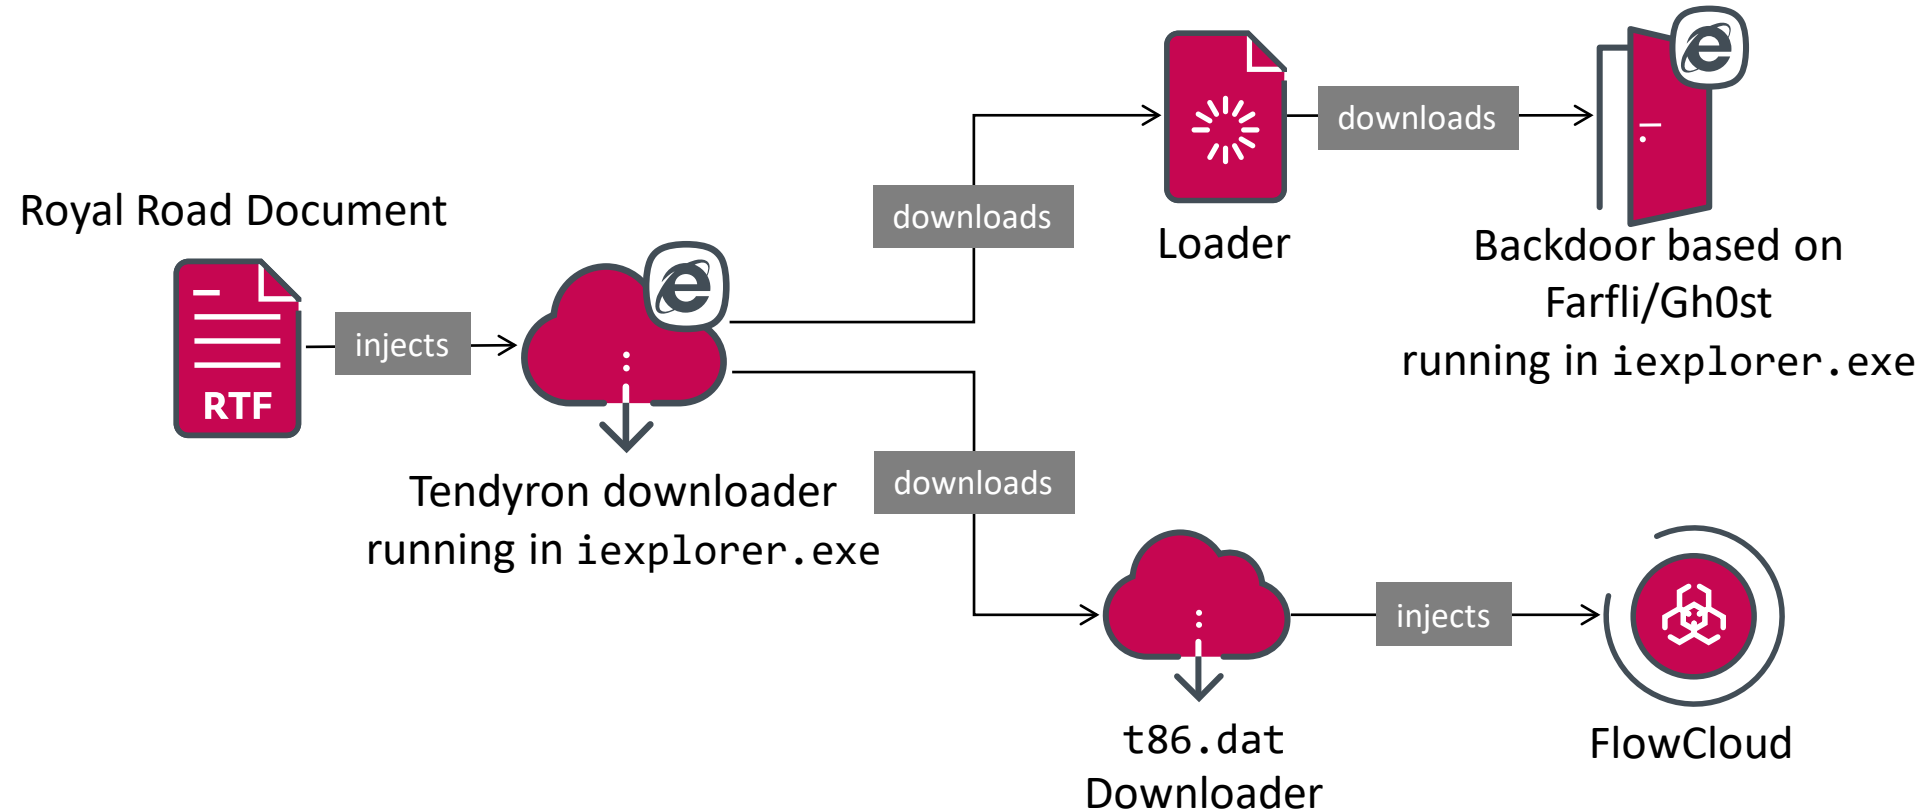 Royal Road Document
RTF
injects
Tendyron downloader
running in iexplorer.exe
downloads
Loader
downloads
Backdoor based on
Farfli/Gh0st
running in iexplorer.exe
downloads
t86.dat
Downloader
injects
FlowCloud